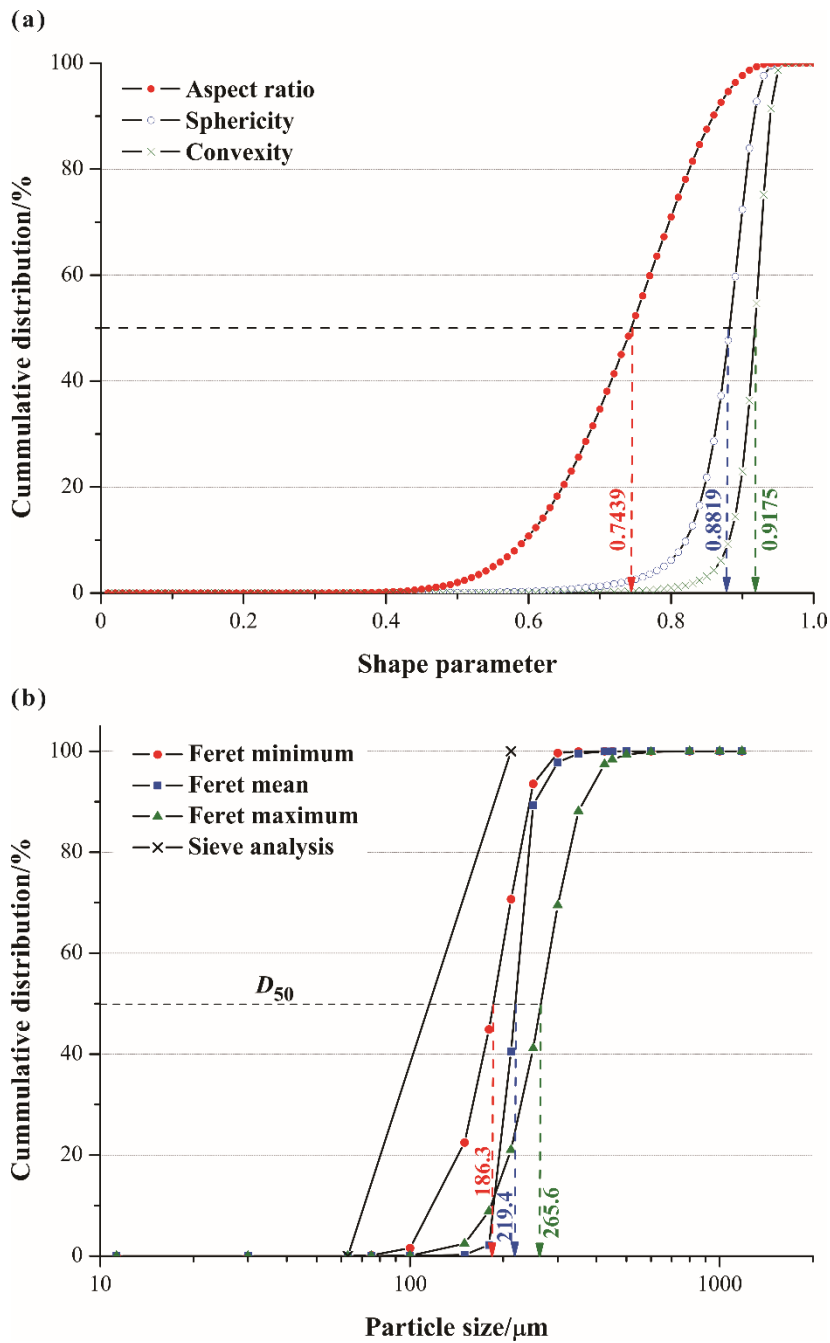 (a)
100
80
60
40
20
0
Cummulative distribution/%
Aspect ratio
Sphericity
Convexity
0.7439
0.8819
0.9175
0
0.2
0.4
0.6
0.8
1.0
Shape parameter
(b)
100
80
60
40
20
0
Cummulative distribution/%
Feret minimum
Feret mean
Feret maximum
Sieve analysis
D50
186.3
219.4
265.6
10
100
1000
Particle size/μm